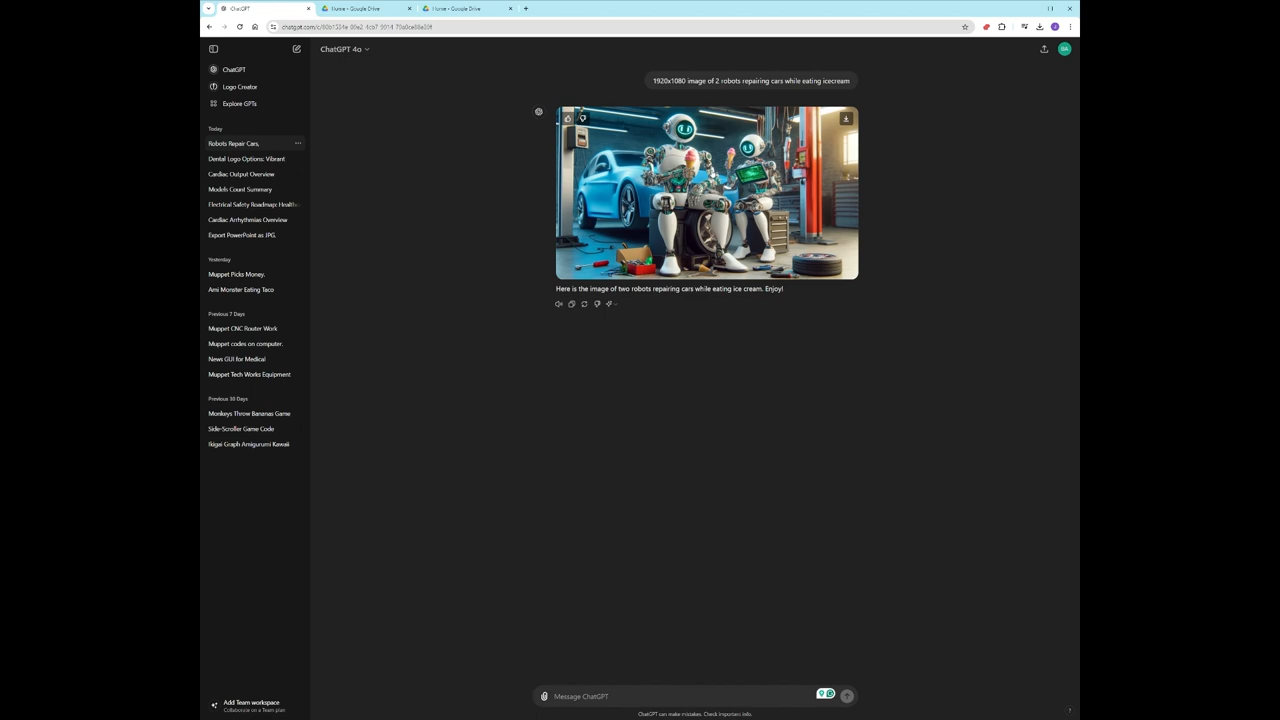 ChatGPT
Home - Google Drive
Home - Google Drive
ChatGPT 4o
ChatGPT
Logo Creator
Explore GPTs
Today
Robots Repair Cars,
Dental Logo Options: Vibrant
Cardiac Output Overview
Models Count Summary
Electrical Safety Roadmap: Health
Cardiac Arrhythmias Overview
Export PowerPoint as JPG.
Yesterday
Muppet Picks Money.
Ami Monster Eating Taco
Previous 7 Days
Muppet CNC Router Work
Muppet codes on computer.
News GUI for Medical
Muppet Tech Works Equipment
Previous 30 Days
Monkeys Throw Bananas Game
Side-Scroller Game Code
Ikigai Graph Amigurumi Kawaii
Add Team workspace
Collaborate on a Team plan
1920x1080 image of 2 robots repairing cars while eating icecream
Here is the image of two robots repairing cars while eating ice cream. Enjoy!
Message ChatGPT
ChatGPT can make mistakes. Check important info.